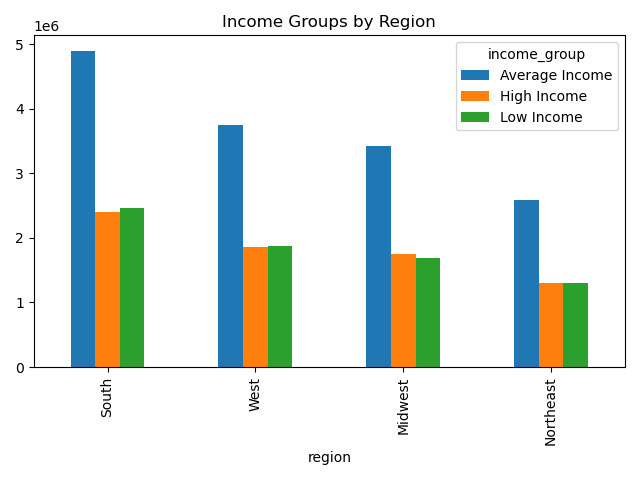 Income Groups by Region
1e6
5
4
3
2
1
0
income_group
Average Income
High Income
Low Income
South
West
Midwest
Northeast
region